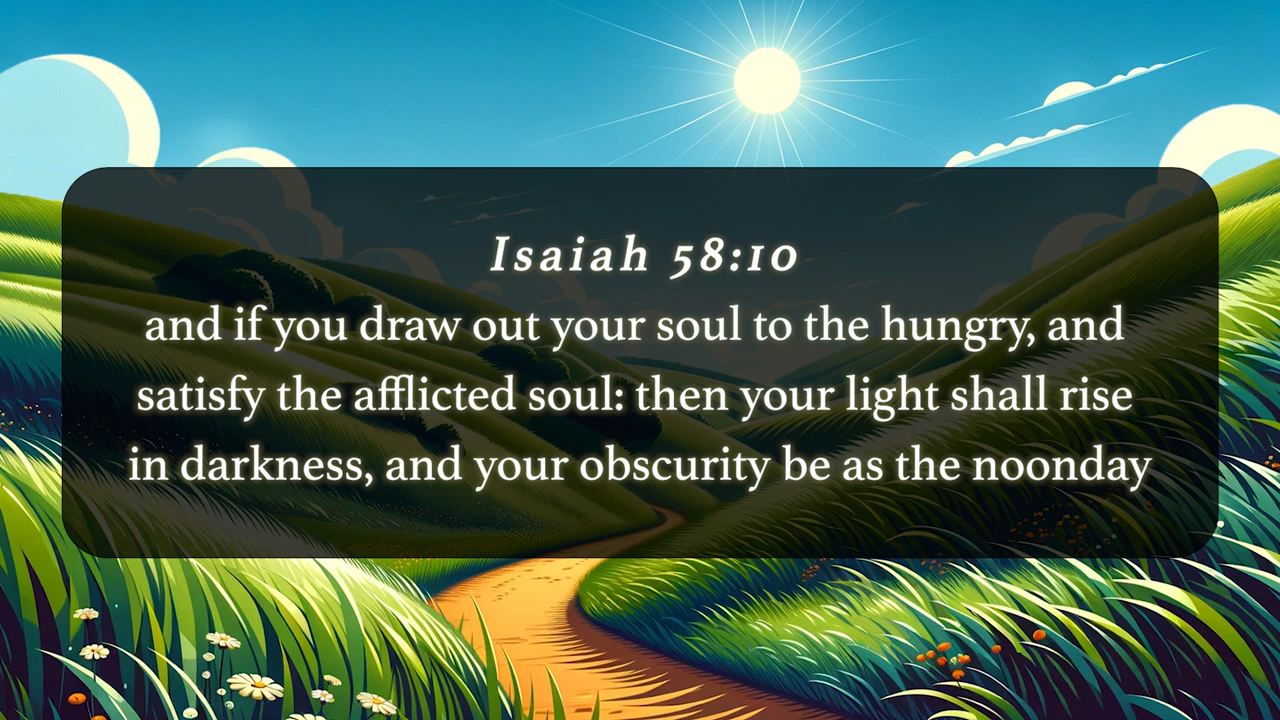 Isaiah 58:10
and if you draw out your soul to the hungry, and
satisfy the afflicted soul: then your light shall rise
in darkness, and your obscurity be as the noonday